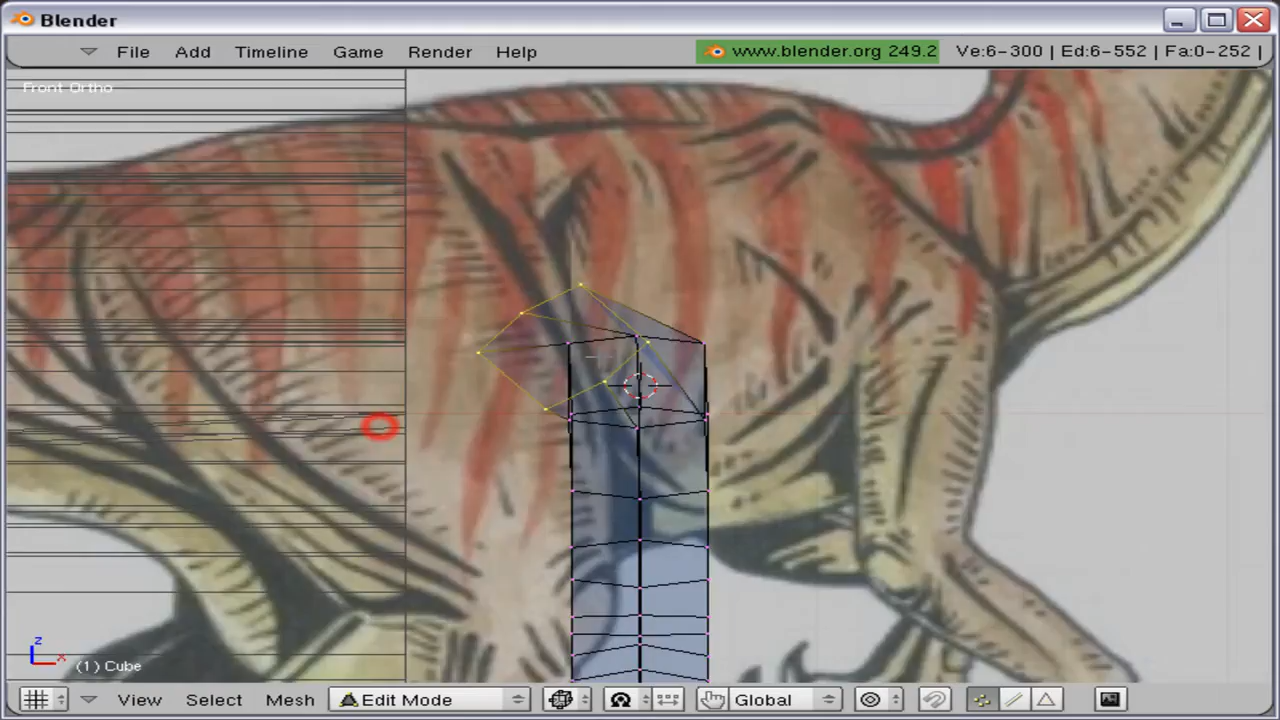 Blender
File Add Timeline Game Render Help www.blender.org 249.2 Ve:6-300 | Ed:6-552 | Fa:0-252 |
Front Ortho
z
x
(1) Cube
View Select Mesh Edit Mode Global